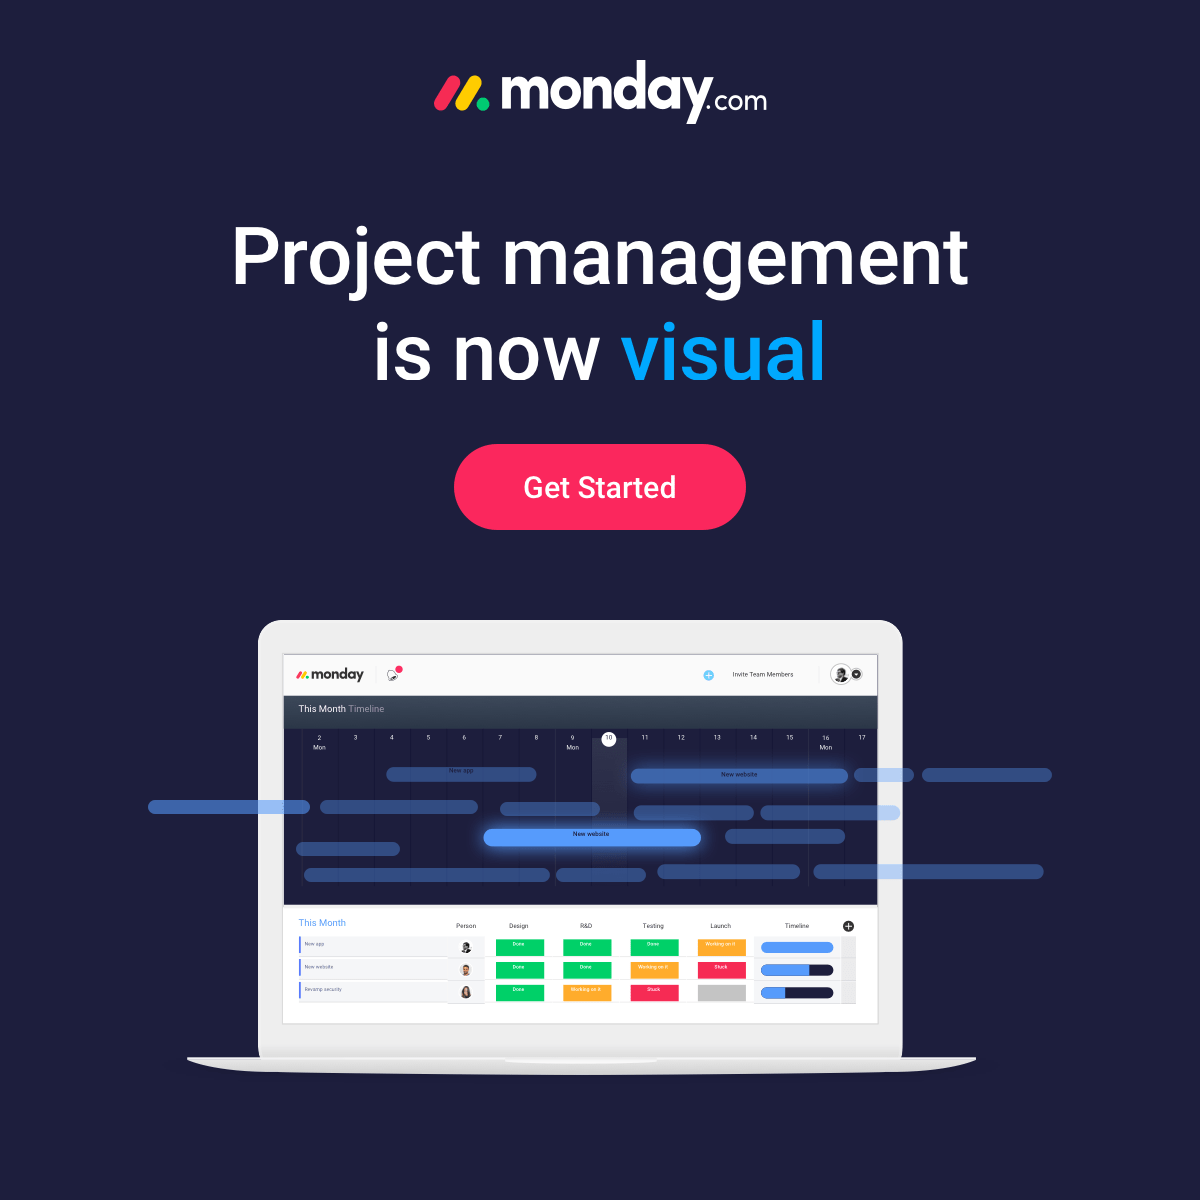 monday.com
Project management
is now visual
Get Started
monday
Invite Team Members
This Month Timeline
2 3 4 5 6 7 8 9 10 11 12 13 14 15 16 17
Mon Mon Mon
New app
New website
New website
This Month Person Design R&D Testing Launch Timeline
New app Done Done Done Working on it
New website Done Done Working on it Stuck
Revamp security Done Working on it Stuck